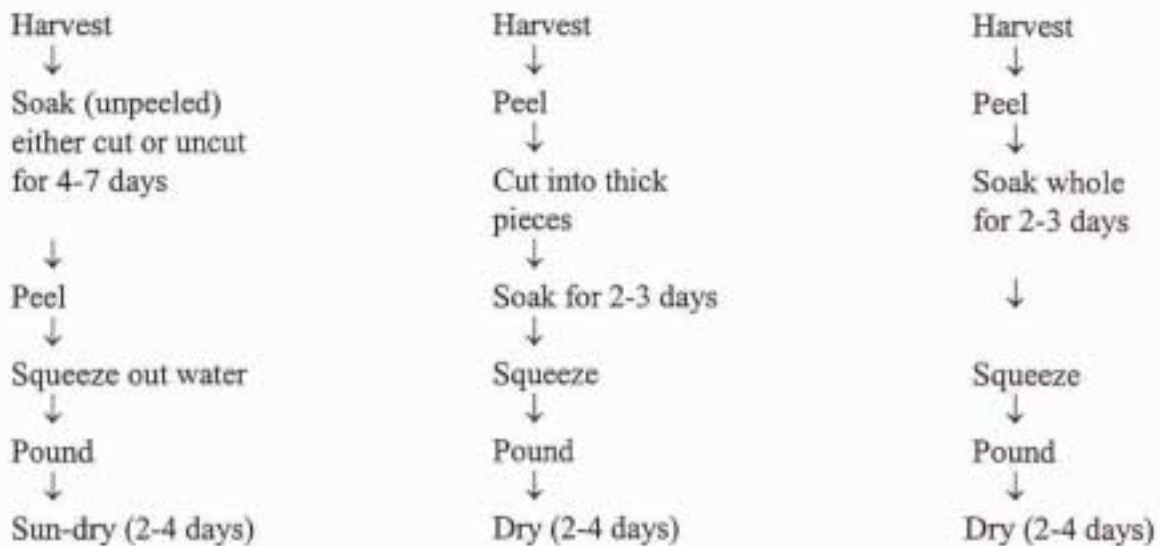 Harvest
↓
Soak (unpeeled)
either cut or uncut
for 4-7 days
↓
Peel
↓
Squeeze out water
↓
Pound
↓
Sun-dry (2-4 days)
Harvest
↓
Peel
↓
Cut into thick
pieces
↓
Soak for 2-3 days
↓
Squeeze
↓
Pound
↓
Dry (2-4 days)
Harvest
↓
Peel
↓
Soak whole
for 2-3 days
↓
Squeeze
↓
Pound
↓
Dry (2-4 days)